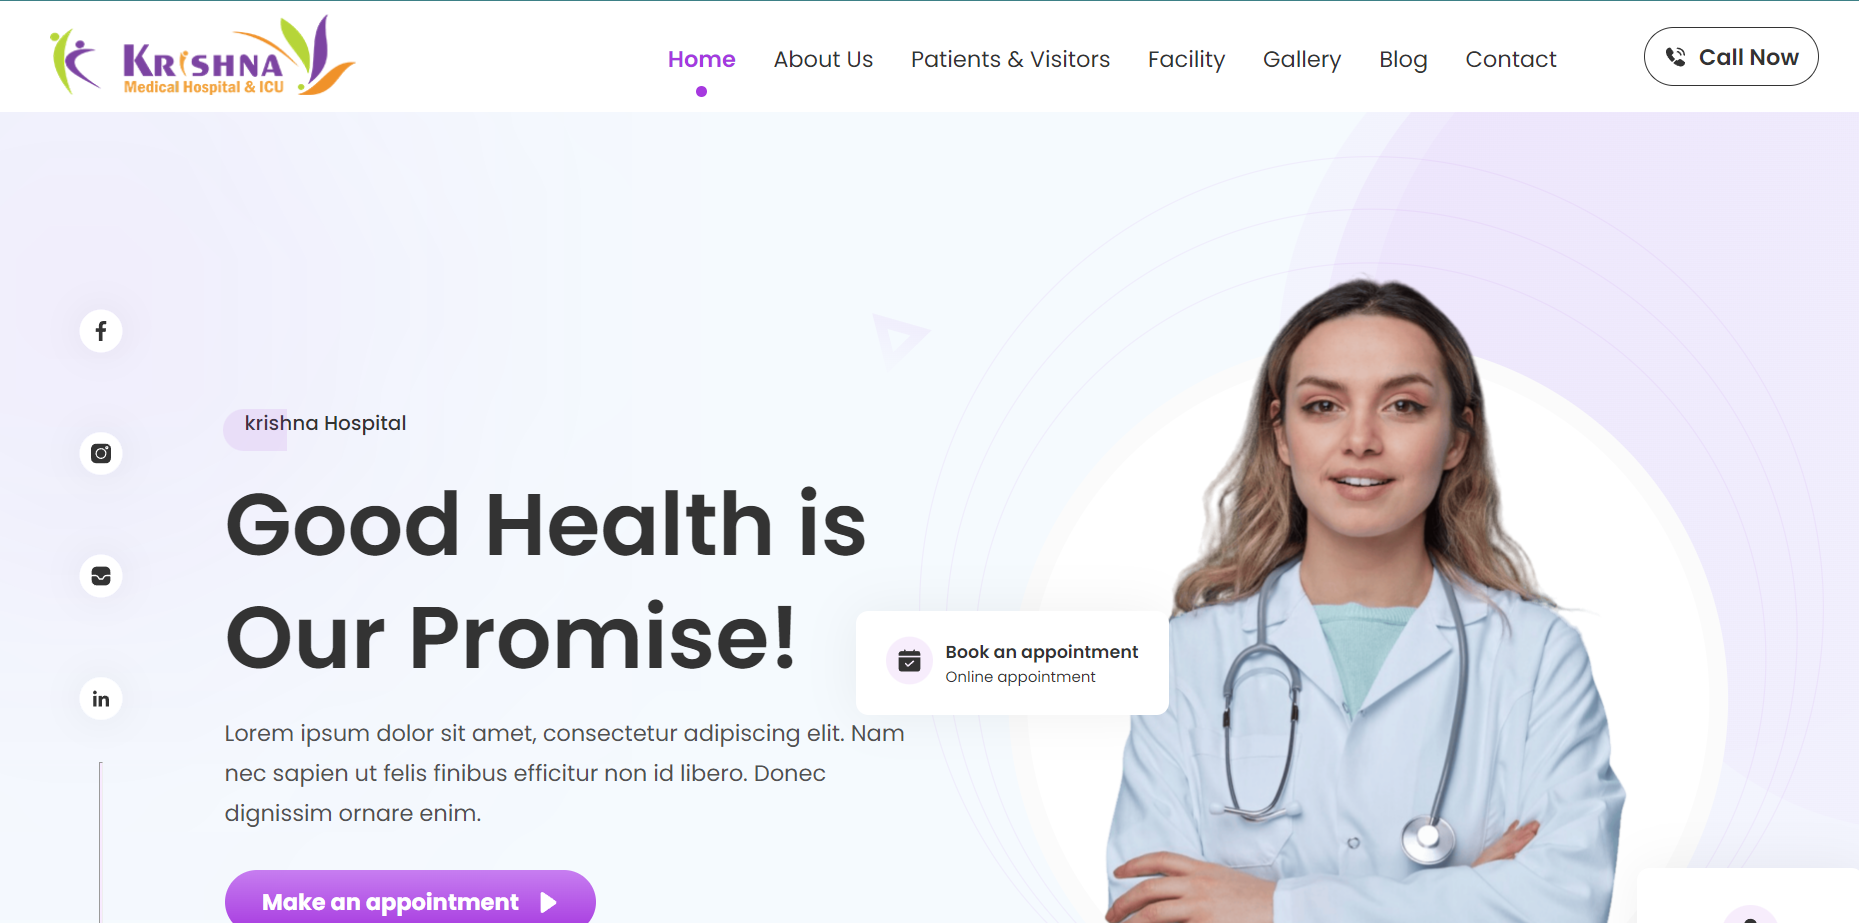 KRISHNA
Medical Hospital & ICU
Home
About Us
Patients & Visitors
Facility
Gallery
Blog
Contact
Call Now
krishna Hospital
Good Health is
Our Promise!
Book an appointment
Online appointment
Lorem ipsum dolor sit amet, consectetur adipiscing elit. Nam
nec sapien ut felis finibus efficitur non id libero. Donec
dignissim ornare enim.
Make an appointment
in